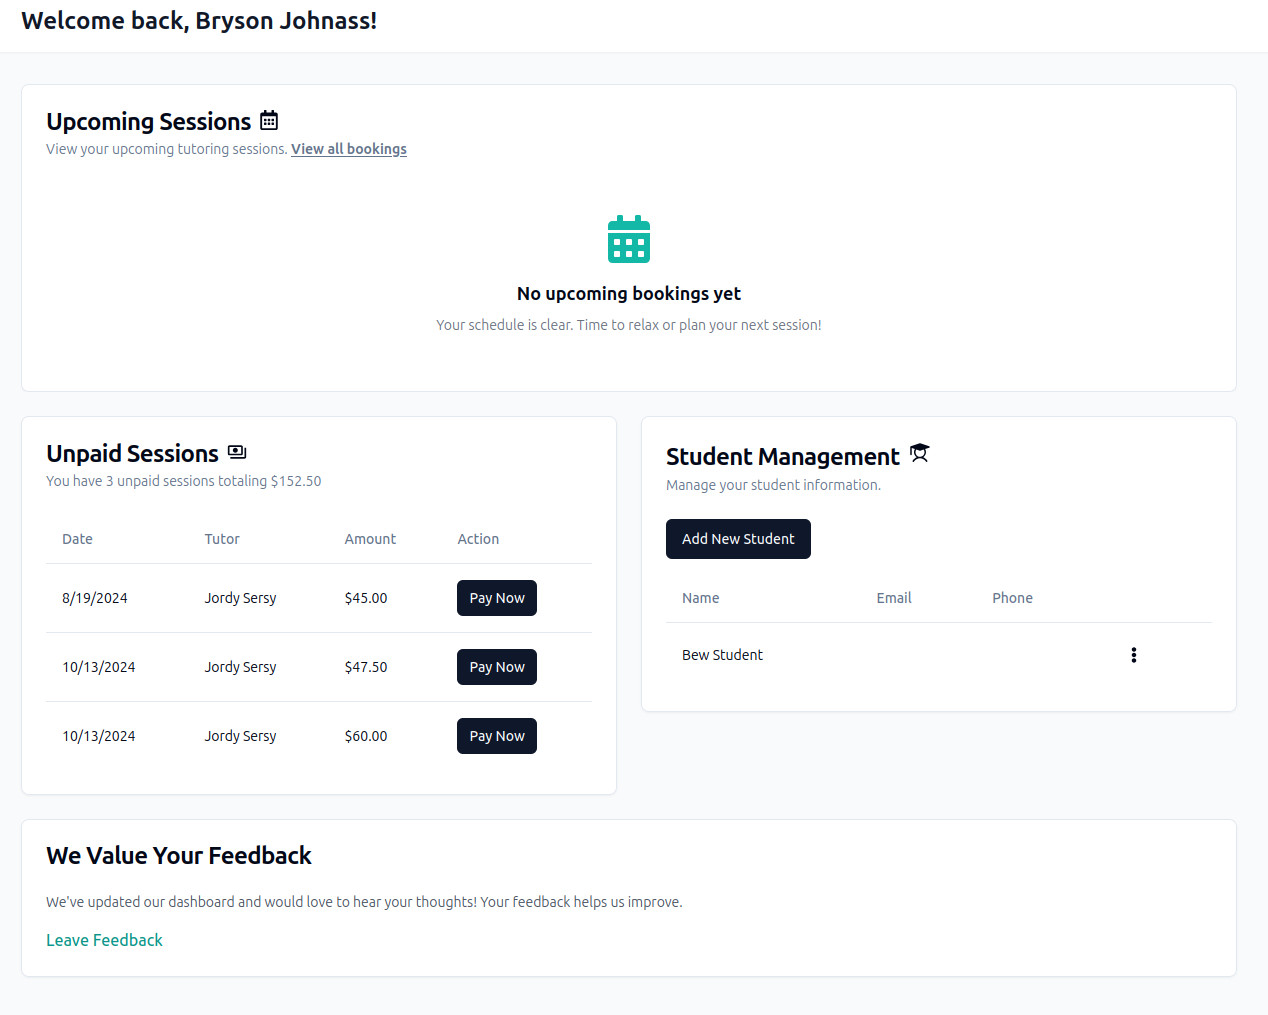 Welcome back, Bryson Johnass!
Upcoming Sessions
View your upcoming tutoring sessions. View all bookings
No upcoming bookings yet
Your schedule is clear. Time to relax or plan your next session!
Unpaid Sessions
You have 3 unpaid sessions totaling $152.50
Date Tutor Amount Action
8/19/2024 Jordy Sersy $45.00 Pay Now
10/13/2024 Jordy Sersy $47.50 Pay Now
10/13/2024 Jordy Sersy $60.00 Pay Now
Student Management
Manage your student information.
Add New Student
Name Email Phone
Bew Student
We Value Your Feedback
We've updated our dashboard and would love to hear your thoughts! Your feedback helps us improve.
Leave Feedback